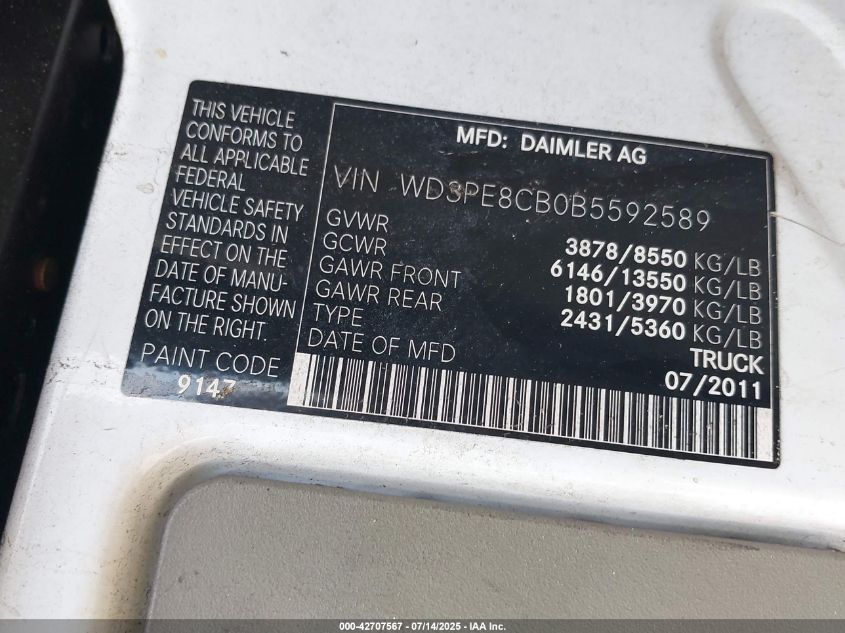 THIS VEHICLE
CONFORMS TO
ALL APPLICABLE
FEDERAL
VEHICLE SAFETY
STANDARDS IN
EFFECT ON THE
DATE OF MANU-
FACTURE SHOWN
ON THE RIGHT.
PAINT CODE
9147
MFD: DAIMLER AG
VIN WD3PE8CB0B5592589
GVWR 3878/8550 KG/LB
GCWR 6146/13550 KG/LB
GAWR FRONT 1801/3970 KG/LB
GAWR REAR 2431/5360 KG/LB
TYPE TRUCK
DATE OF MFD 07/2011
000-42707567 - 07/14/2025 - IAA Inc.